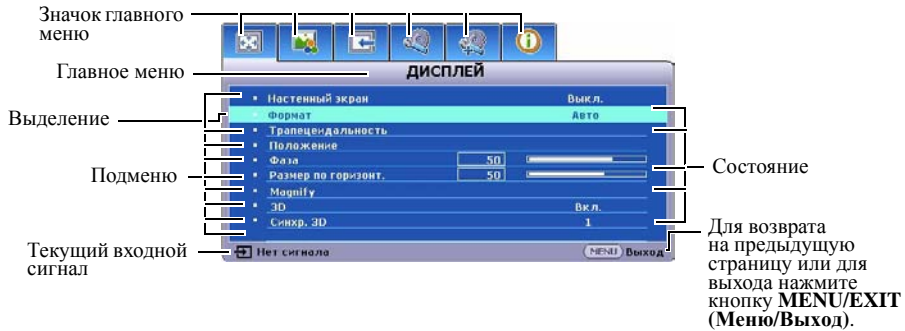 Значок главного
меню
Главное меню
ДИСПЛЕЙ
Выделение
Подменю
Текущий входной
сигнал
• Настенный экран Выкл.
• Формат Авто
• Трапецеидальность
• Положение
• Фаза 50
• Размер по горизонт. 50
• Magnify
• 3D Вкл.
• Синхр. 3D 1
Нет сигнала MENU Выход
Состояние
Для возврата
на предыдущую
страницу или для
выхода нажмите
кнопку MENU/EXIT
(Меню/Выход).